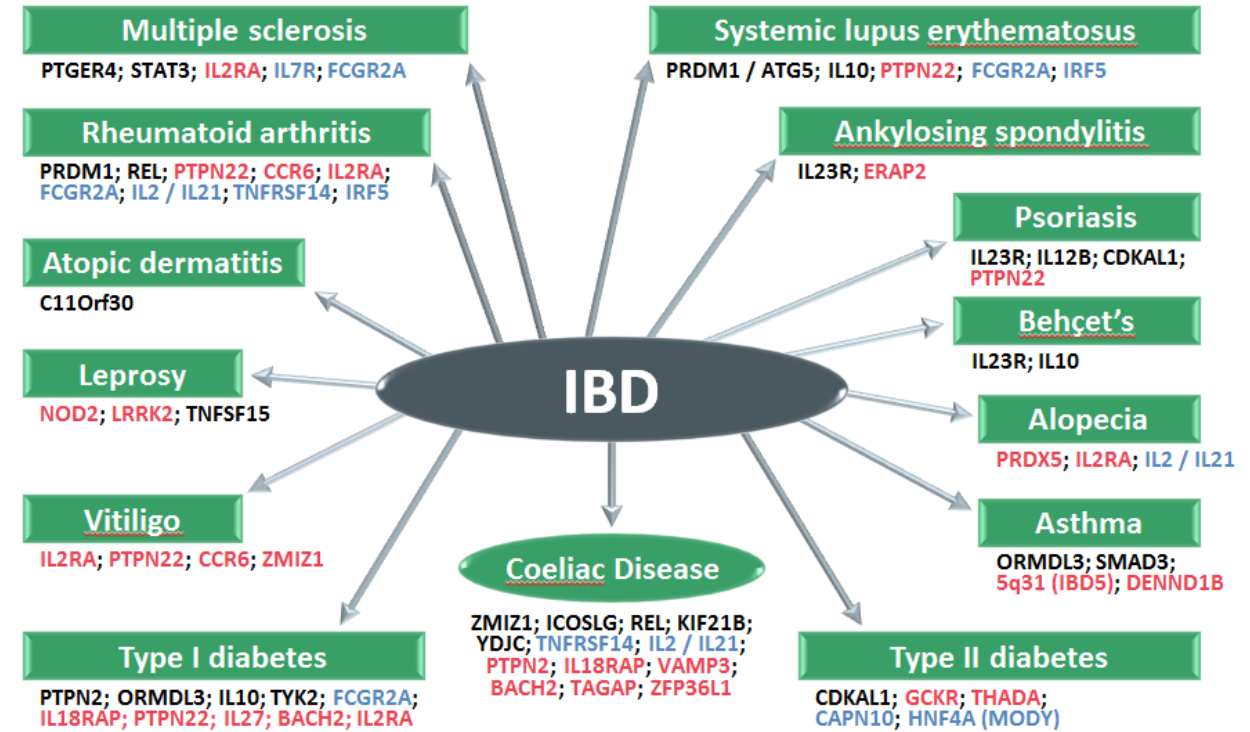 Multiple sclerosis
PTGER4; STAT3; IL2RA; IL7R; FCGR2A
Systemic lupus erythematosus
PRDM1 / ATG5; IL10; PTPN22; FCGR2A; IRF5
Rheumatoid arthritis
PRDM1; REL; PTPN22; CCR6; IL2RA;
FCGR2A; IL2 / IL21; TNFRSF14; IRF5
Ankylosing spondylitis
IL23R; ERAP2
Atopic dermatitis
C11Orf30
Psoriasis
IL23R; IL12B; CDKAL1;
PTPN22
Behçet’s
IL23R; IL10
Leprosy
NOD2; LRRK2; TNFSF15
IBD
Alopecia
PRDX5; IL2RA; IL2 / IL21
Vitiligo
IL2RA; PTPN22; CCR6; ZMIZ1
Asthma
ORMDL3; SMAD3;
5q31 (IBD5); DENND1B
Coeliac Disease
ZMIZ1; ICOSLG; REL; KIF21B;
YDJC; TNFRSF14; IL2 / IL21;
PTPN2; IL18RAP; VAMP3;
BACH2; TAGAP; ZFP36L1
Type I diabetes
PTPN2; ORMDL3; IL10; TYK2; FCGR2A;
IL18RAP; PTPN22; IL27; BACH2; IL2RA
Type II diabetes
CDKAL1; GCKR; THADA;
CAPN10; HNF4A (MODY)